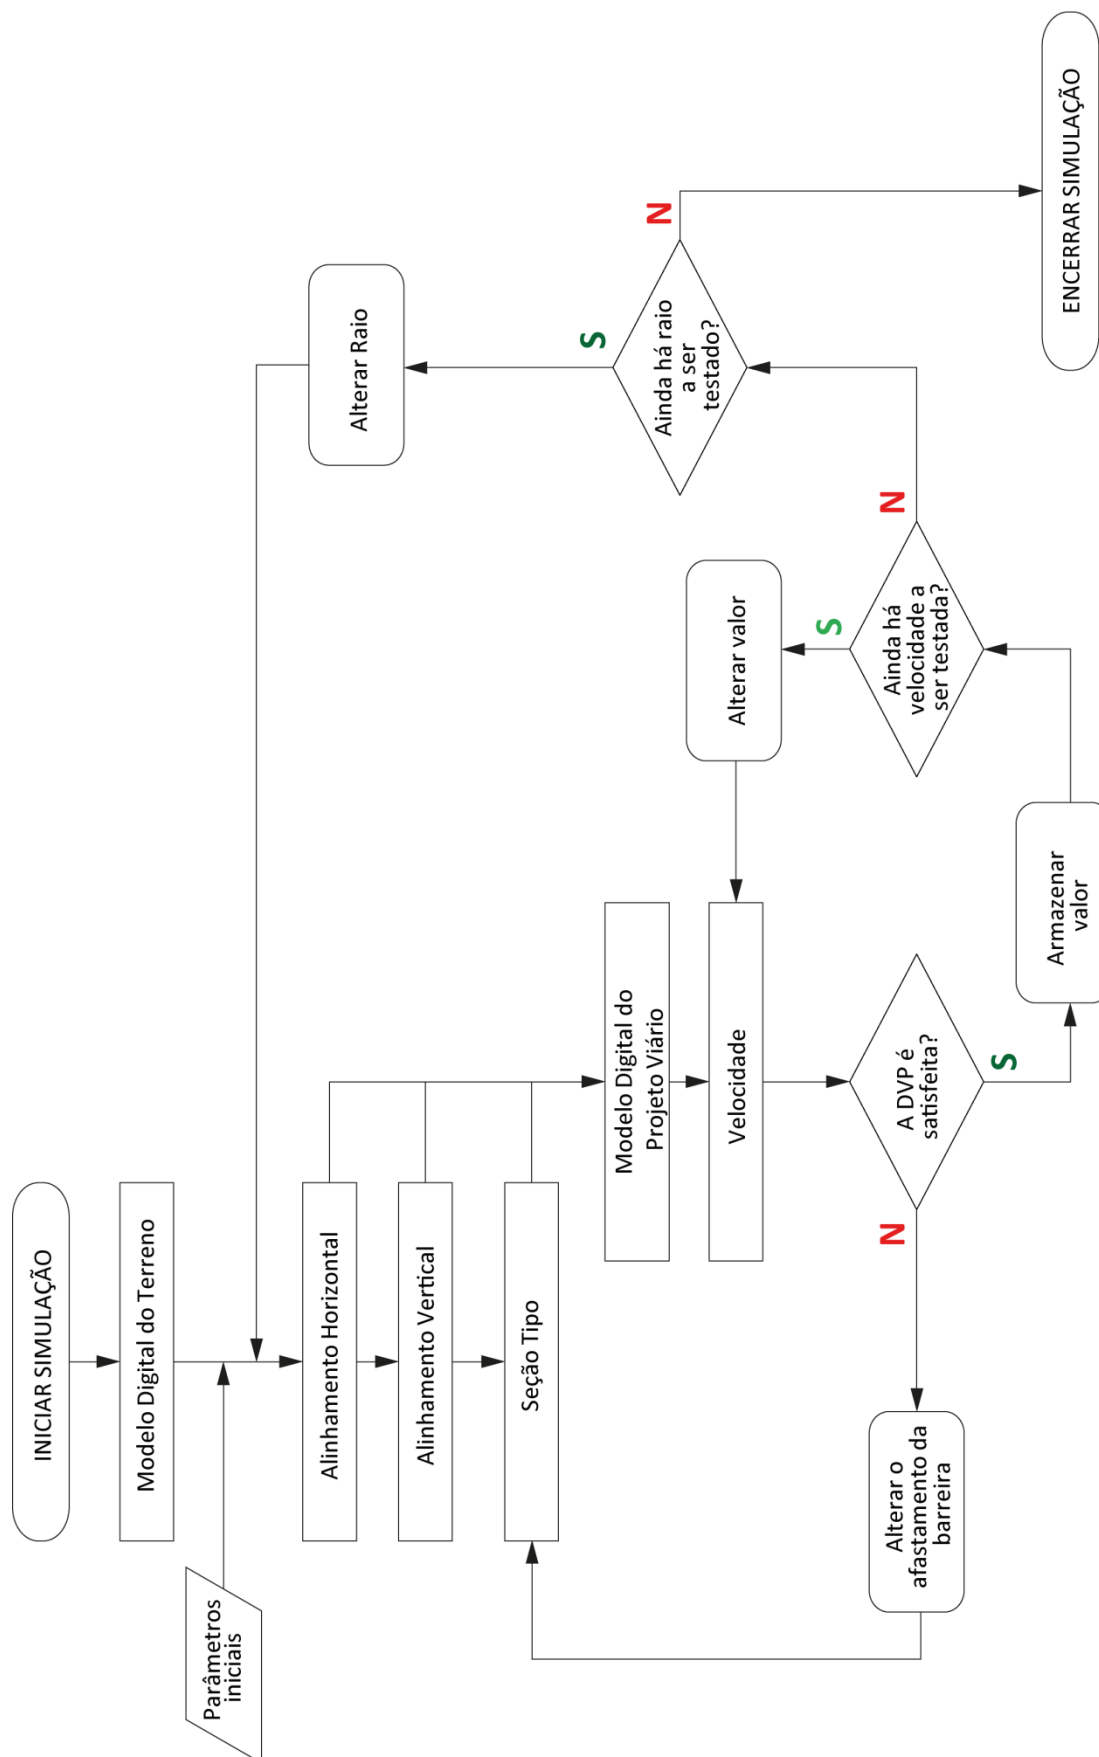 INICIAR SIMULAÇÃO
Modelo Digital do Terreno
Parâmetros
iniciais
Alinhamento Horizontal
Alinhamento Vertical
Seção Tipo
Modelo Digital do
Projeto Viário
Velocidade
A DVP é
satisfeita?
N
S
Alterar o
afastamento da
barreira
Armazenar
valor
Ainda há
velocidade a
ser testada?
S
N
Alterar valor
Ainda há raio
a ser
testado?
S
N
Alterar Raio
ENCERRAR SIMULAÇÃO